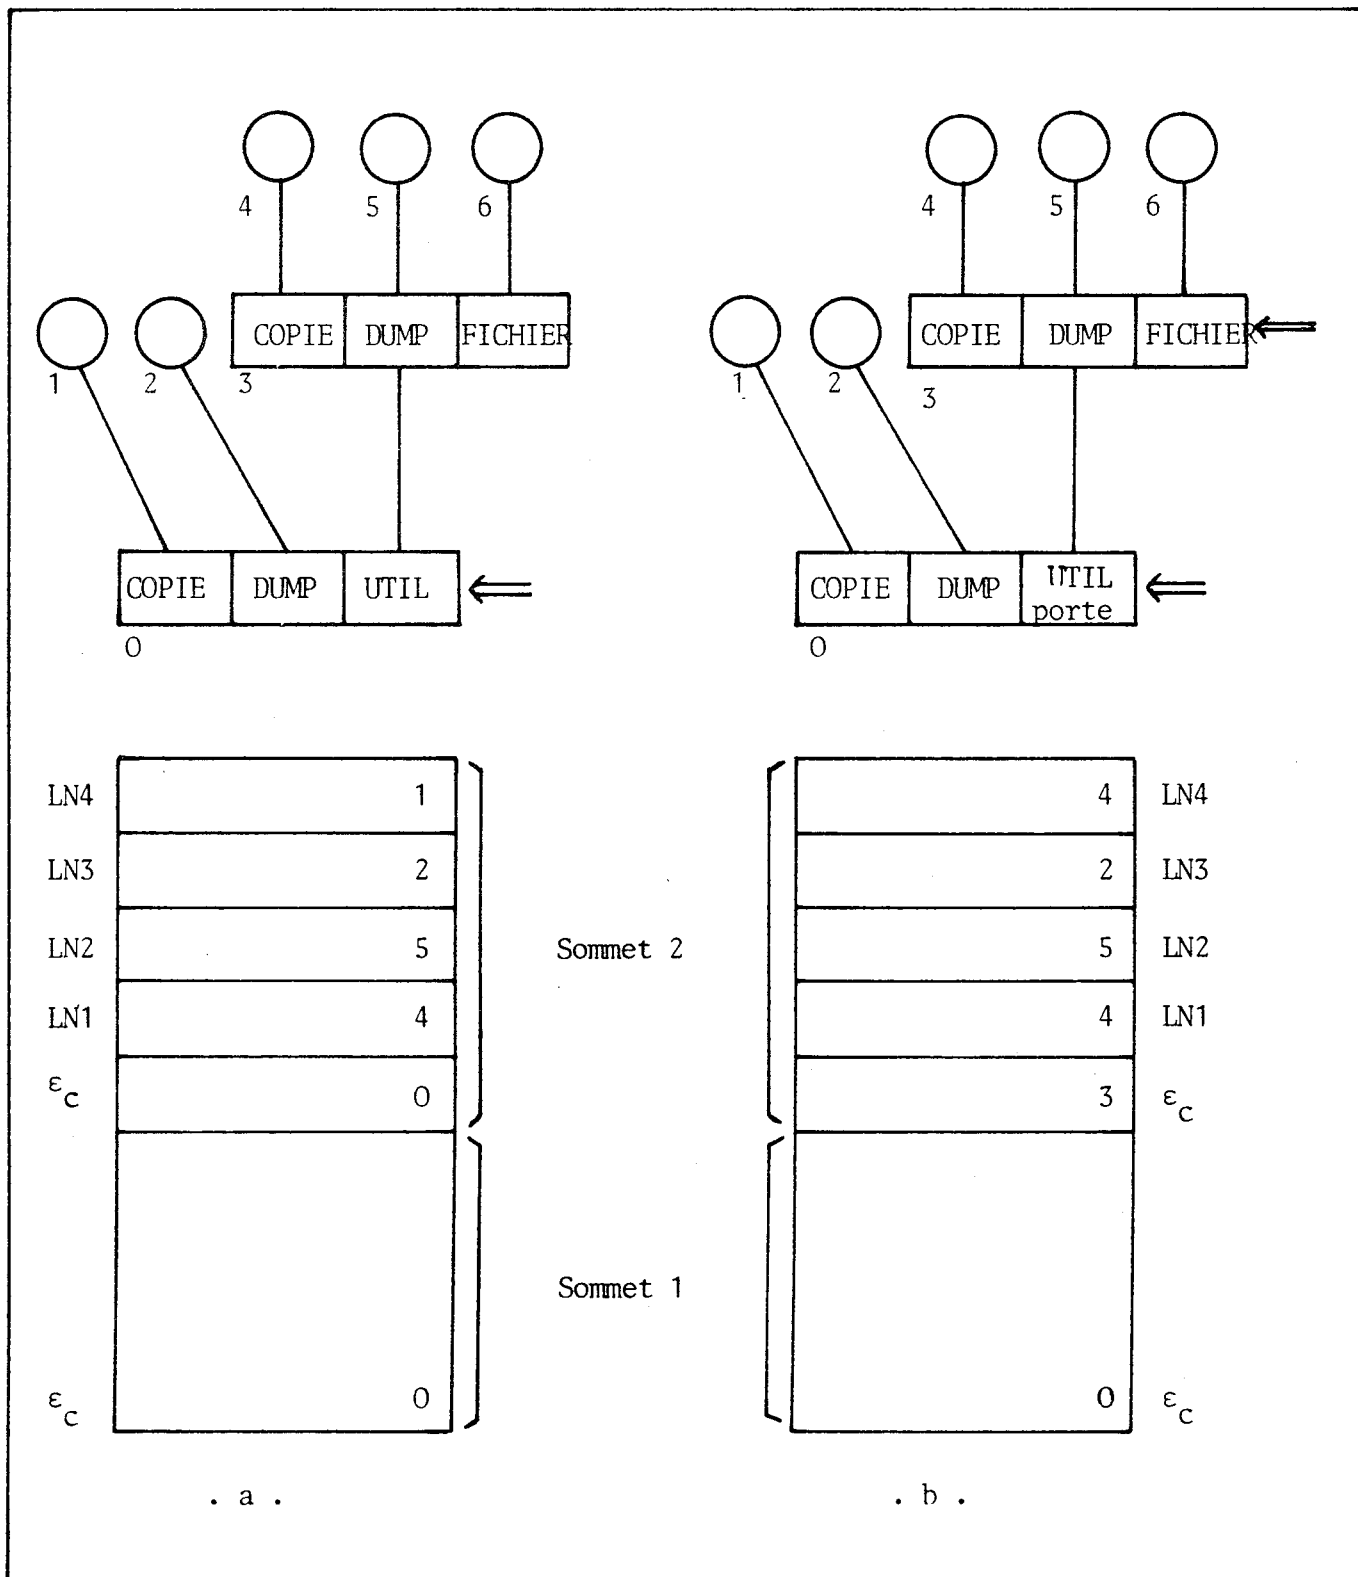 4 5 6
COPIE DUMP FICHIER
1 2 3
COPIE DUMP UTIL
0
4 5 6
COPIE DUMP FICHIER
1 2 3
COPIE DUMP UTIL
porte
0
LN4 1
LN3 2
LN2 5
LN1 4
εc 0
εc 0
Sommet 2
Sommet 1
4 LN4
2 LN3
5 LN2
4 LN1
3 εc
0 εc
. a .
. b .